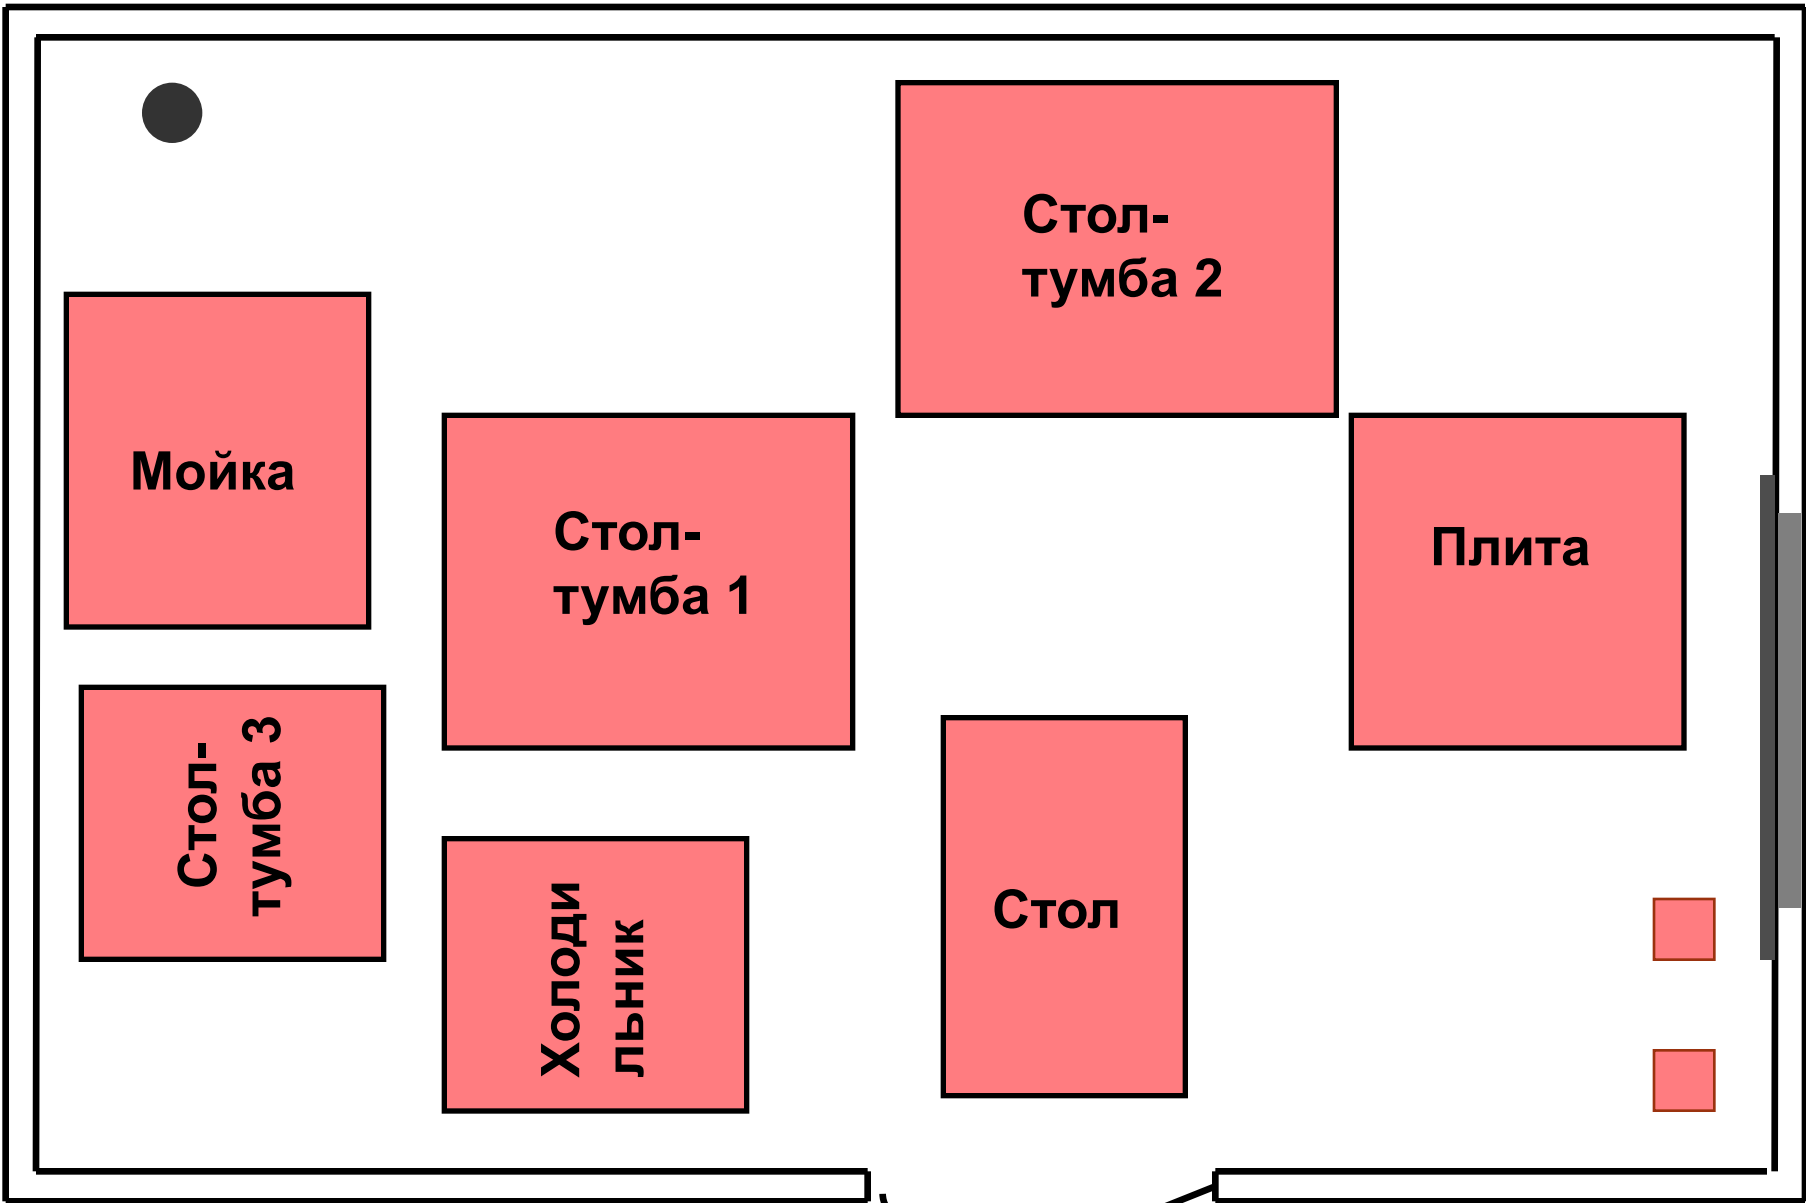 Стол-
тумба 2
Мойка
Стол-
тумба 1
Плита
Стол-
тумба 3
Холоди
льник
Стол